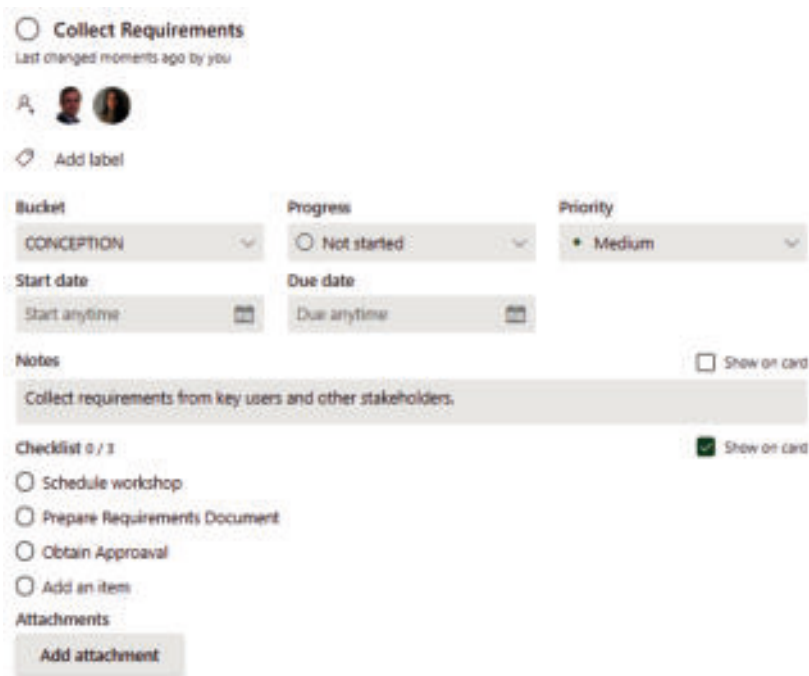 Collect Requirements
Last changed moments ago by you
Add label
Bucket Progress Priority
CONCEPTION Not started Medium
Start date Due date
Start anytime Due anytime
Notes Show on card
Collect requirements from key users and other stakeholders.
Checklist 0 / 3 Show on card
Schedule workshop
Prepare Requirements Document
Obtain Approaval
Add an item
Attachments
Add attachment